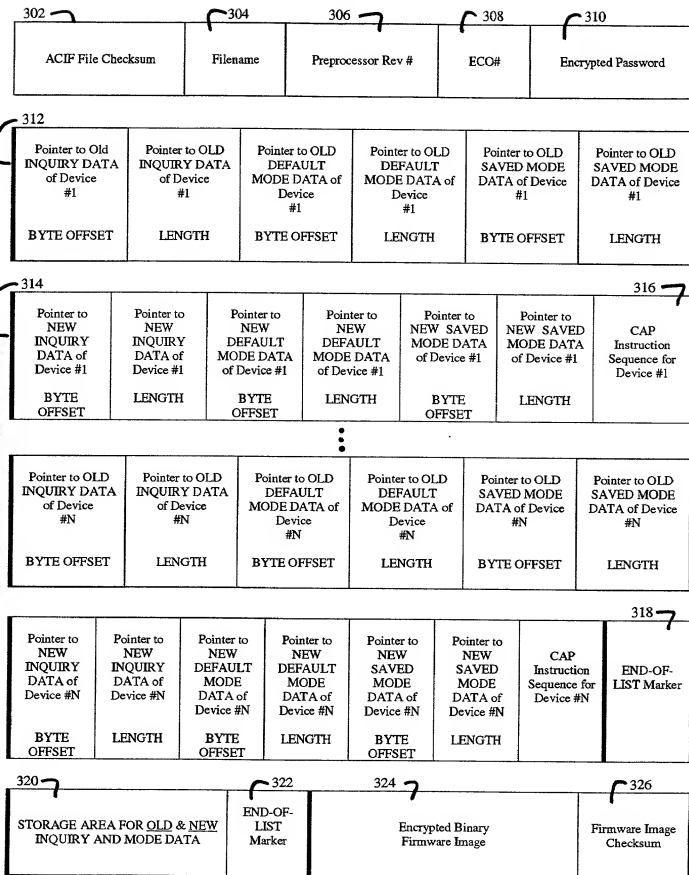 302 304 306 308 310
ACIF File Checksum
Filename
Preprocessor Rev #
ECO#
Encrypted Password
312
Pointer to Old
INQUIRY DATA
of Device
#1
BYTE OFFSET
Pointer to OLD
INQUIRY DATA
of Device
#1
LENGTH
Pointer to OLD
DEFAULT
MODE DATA of
Device
#1
BYTE OFFSET
Pointer to OLD
DEFAULT
MODE DATA of
Device
#1
LENGTH
Pointer to OLD
SAVED MODE
DATA of Device
#1
BYTE OFFSET
Pointer to OLD
SAVED MODE
DATA of Device
#1
LENGTH
314
316
Pointer to
NEW
INQUIRY
DATA of
Device #1
BYTE
OFFSET
Pointer to
NEW
INQUIRY
DATA of
Device #1
LENGTH
Pointer to
NEW
DEFAULT
MODE DATA
of Device #1
BYTE
OFFSET
Pointer to
NEW
DEFAULT
MODE DATA
of Device #1
LENGTH
Pointer to
NEW SAVED
MODE DATA
of Device #1
BYTE
OFFSET
Pointer to
NEW SAVED
MODE DATA
of Device #1
LENGTH
CAP
Instruction
Sequence for
Device #1
Pointer to OLD
INQUIRY DATA
of Device
#N
BYTE OFFSET
Pointer to OLD
INQUIRY DATA
of Device
#N
LENGTH
Pointer to OLD
DEFAULT
MODE DATA of
Device
#N
BYTE OFFSET
Pointer to OLD
DEFAULT
MODE DATA of
Device
#N
LENGTH
Pointer to OLD
SAVED MODE
DATA of Device
#N
BYTE OFFSET
Pointer to OLD
SAVED MODE
DATA of Device
#N
LENGTH
318
Pointer to
NEW
INQUIRY
DATA of
Device #N
BYTE
OFFSET
Pointer to
NEW
INQUIRY
DATA of
Device #N
LENGTH
Pointer to
NEW
DEFAULT
MODE
DATA of
Device #N
BYTE
OFFSET
Pointer to
NEW
DEFAULT
MODE
DATA of
Device #N
LENGTH
Pointer to
NEW
SAVED
MODE
DATA of
Device #N
BYTE
OFFSET
Pointer to
NEW
SAVED
MODE
DATA of
Device #N
LENGTH
CAP
Instruction
Sequence for
Device #N
END-OF-
LIST Marker
320 322 324 326
STORAGE AREA FOR OLD & NEW
INQUIRY AND MODE DATA
END-OF-
LIST
Marker
Encrypted Binary
Firmware Image
Firmware Image
Checksum